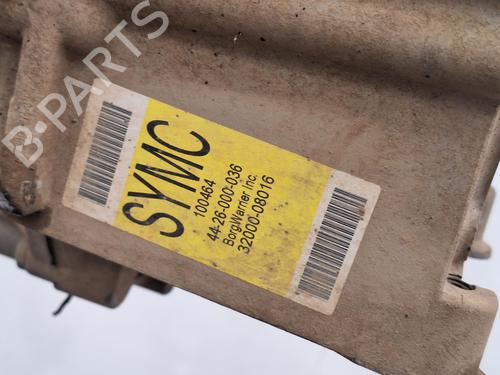 B-PARTS
SYMC
100464
44-26-000-036
BorgWarner Inc.
32000-08016